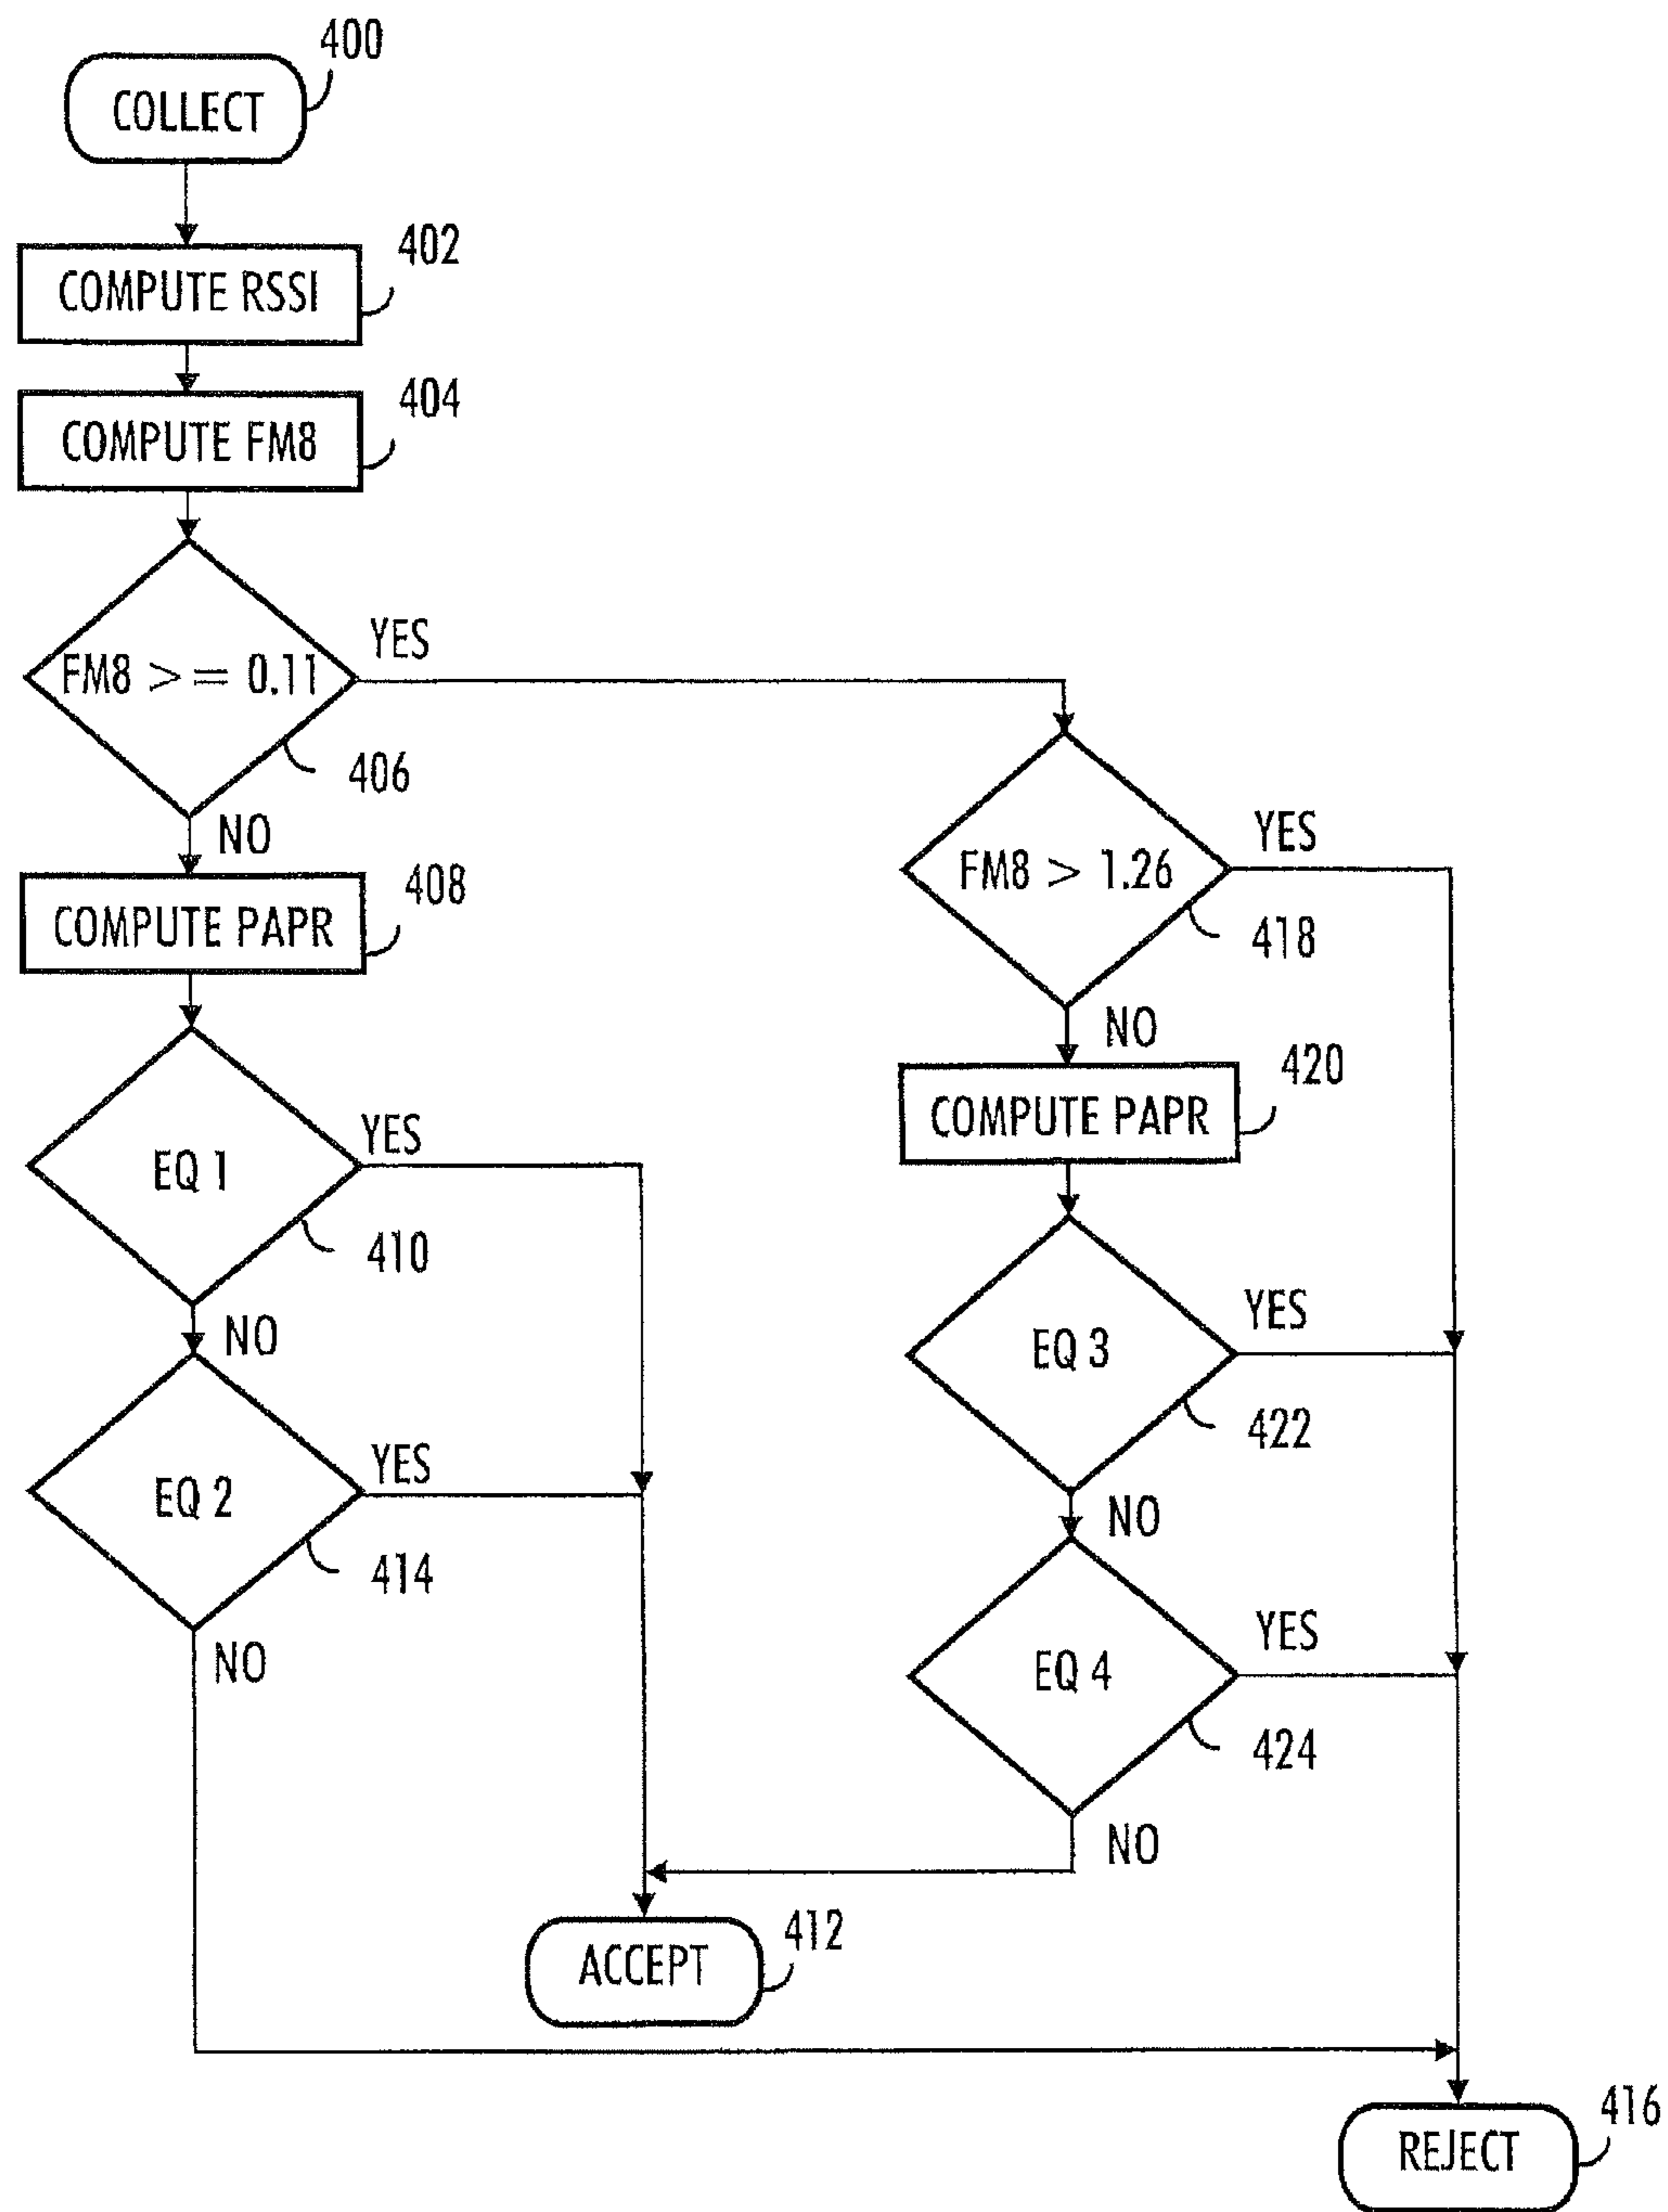 400
COLLECT
402
COMPUTE RSSI
404
COMPUTE FM8
FM8 > = 0.11
YES
406
NO
408
COMPUTE PAPR
EQ 1
YES
410
NO
EQ 2
YES
414
NO
FM8 > 1.26
YES
418
NO
420
COMPUTE PAPR
EQ 3
YES
422
NO
EQ 4
YES
424
NO
412
ACCEPT
416
REJECT